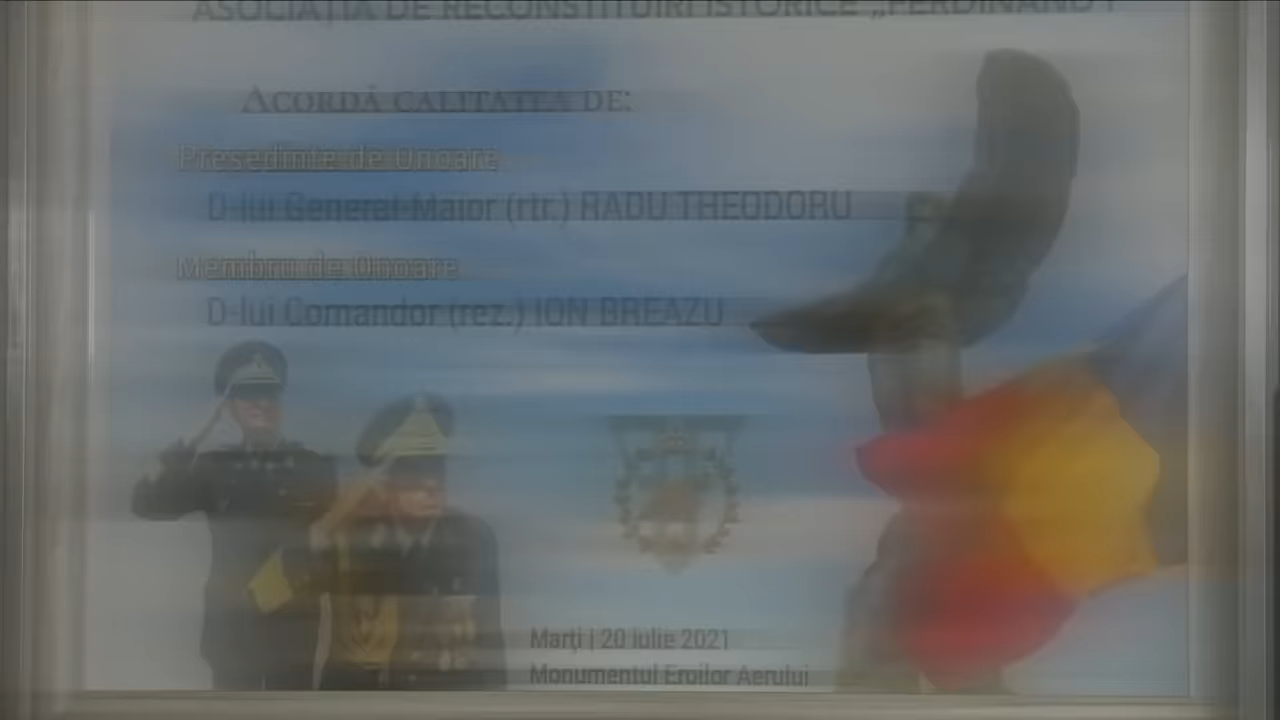 ASOCIAȚIA DE RECONSTITUIRI ISTORICE „FERDINAND I
ACORDĂ CALITATEA DE:
Președinte de Onoare
D-lui General-Maior (rtr.) RADU THEODORU
Membru de Onoare
D-lui Comandor (rez.) ION BREAZU
Marți | 20 iulie 2021
Monumentul Eroilor Aerului